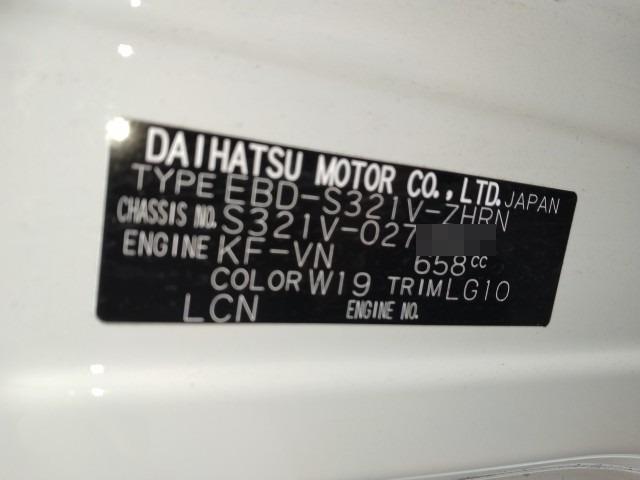 DAIHATSU MOTOR CO., LTD. JAPAN
TYPE EBD-S321V-ZHRN
CHASSIS NO. S321V-027
ENGINE KF-VN 658cc
COLOR W19 TRIM LG10
LCN ENGINE NO.